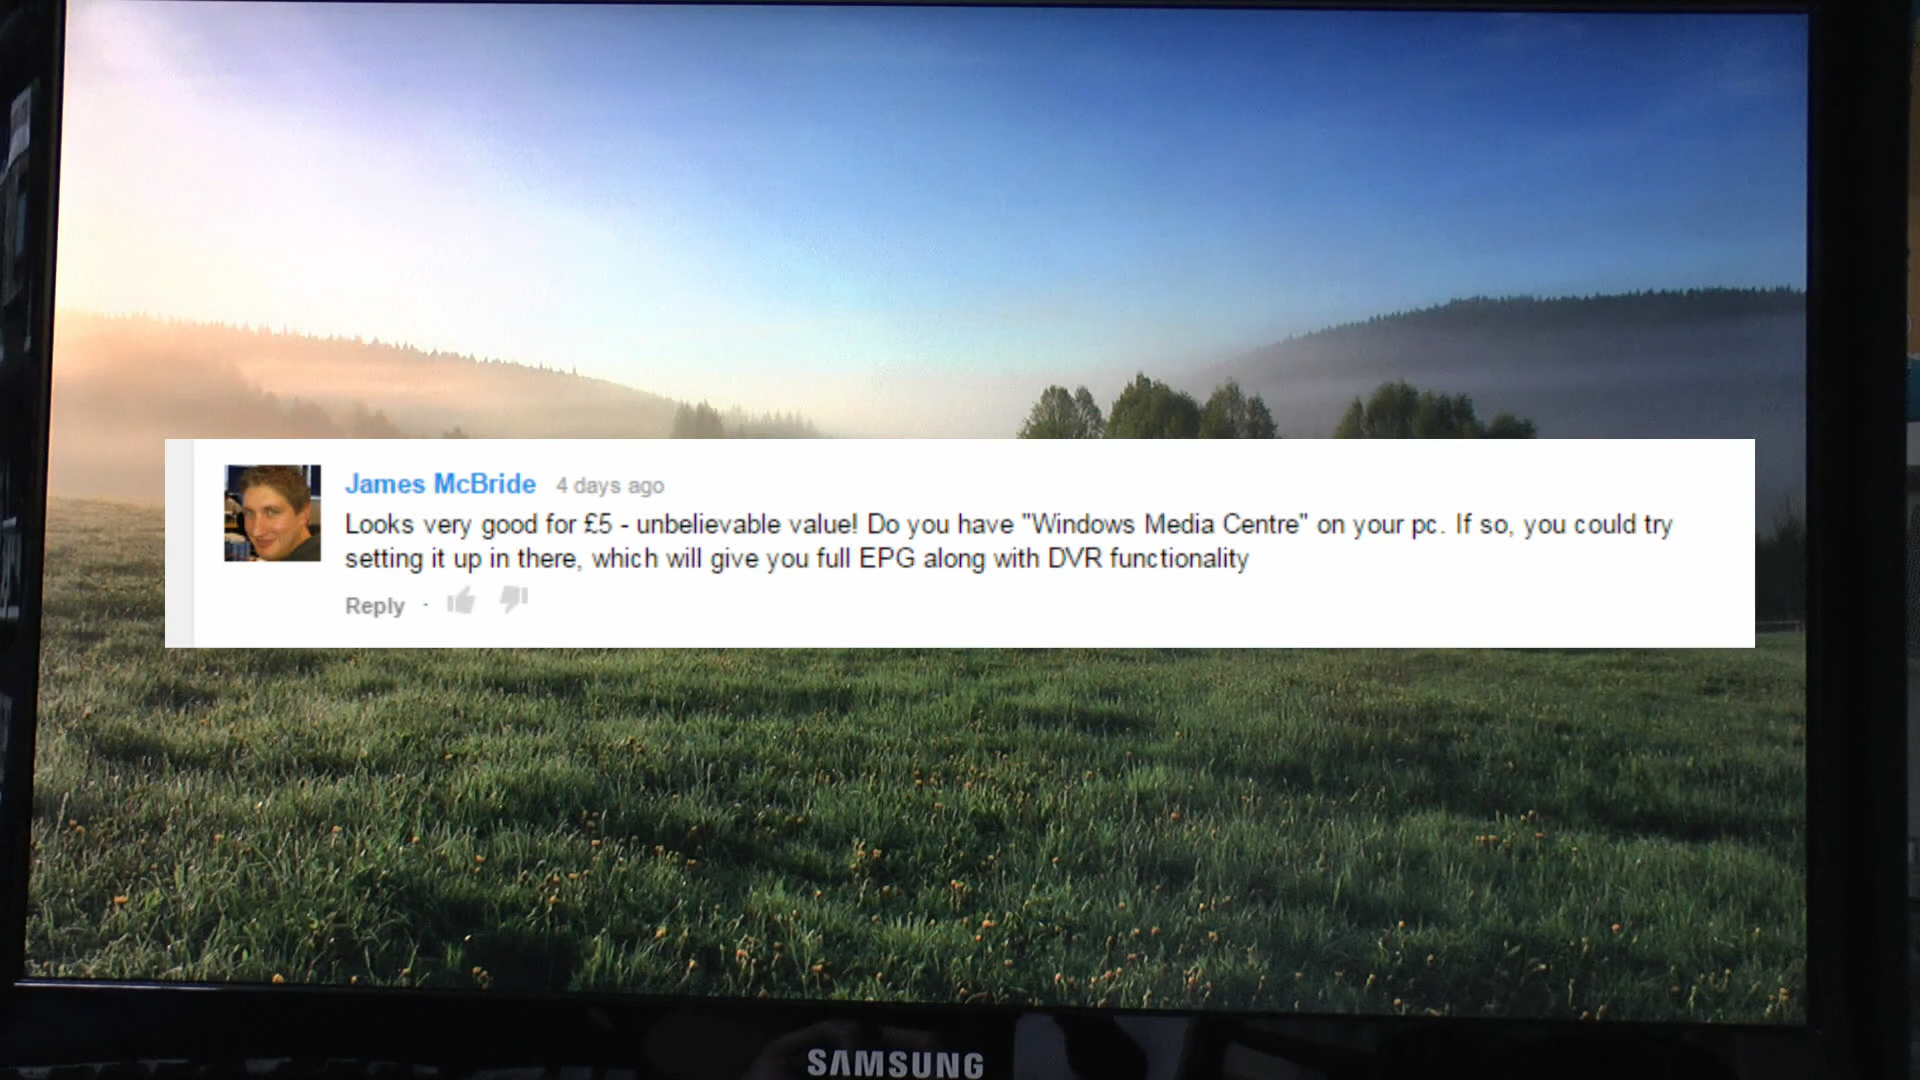 James McBride 4 days ago
Looks very good for £5 - unbelievable value! Do you have "Windows Media Centre" on your pc. If so, you could try
setting it up in there, which will give you full EPG along with DVR functionality
Reply ·
SAMSUNG